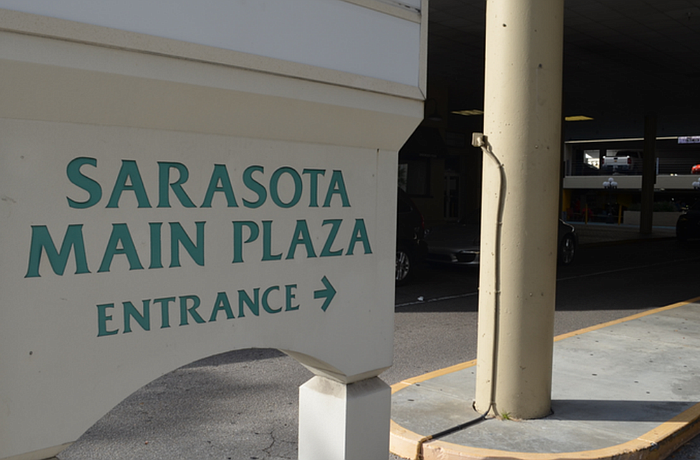 SARASOTA
MAIN PLAZA
ENTRANCE →